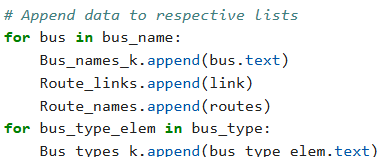 # Append data to respective lists
for bus in bus_name:
    Bus_names_k.append(bus.text)
    Route_links.append(link)
    Route_names.append(routes)
for bus_type_elem in bus_type:
    Bus_types_k.append(bus_type_elem.text)